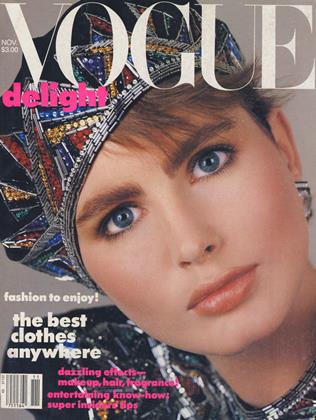 VOGUE
NOV.
$3.00
delight
fashion to enjoy!
the best
clothes
anywhere
dazzling effects—
makeup, hair, fragrance!
entertaining know-how:
super insiders tips